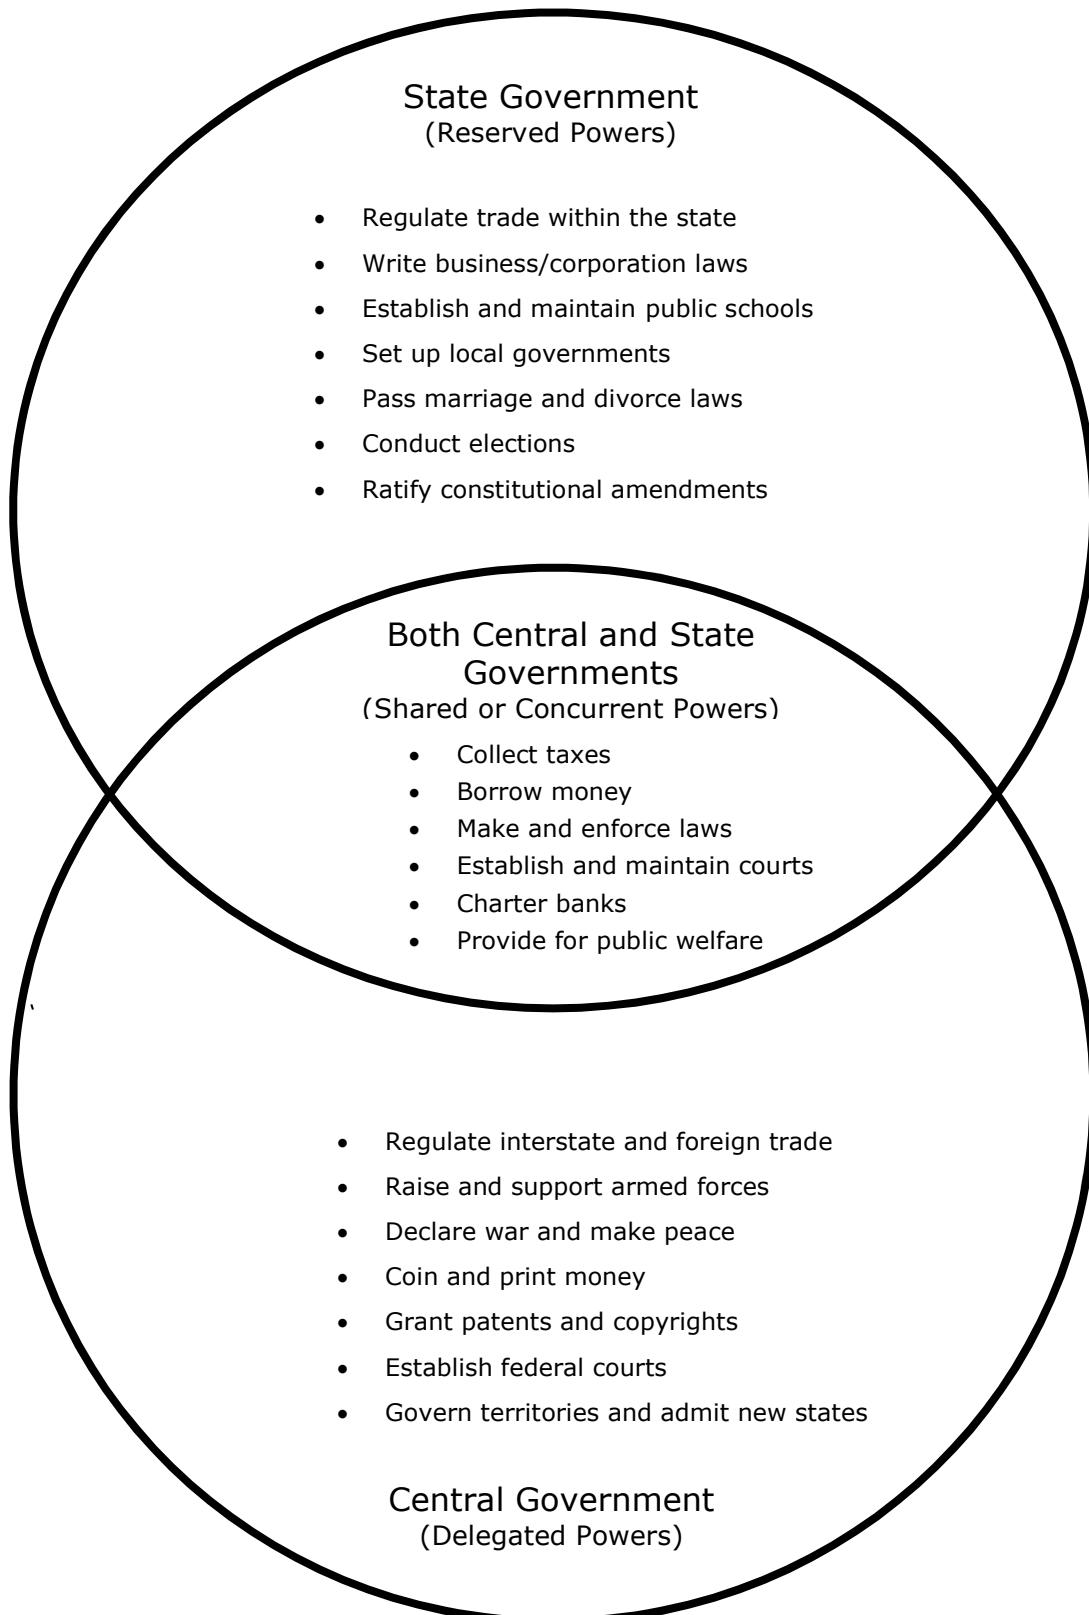 State Government
(Reserved Powers)
• Regulate trade within the state
• Write business/corporation laws
• Establish and maintain public schools
• Set up local governments
• Pass marriage and divorce laws
• Conduct elections
• Ratify constitutional amendments
Both Central and State
Governments
(Shared or Concurrent Powers)
• Collect taxes
• Borrow money
• Make and enforce laws
• Establish and maintain courts
• Charter banks
• Provide for public welfare
• Regulate interstate and foreign trade
• Raise and support armed forces
• Declare war and make peace
• Coin and print money
• Grant patents and copyrights
• Establish federal courts
• Govern territories and admit new states
Central Government
(Delegated Powers)